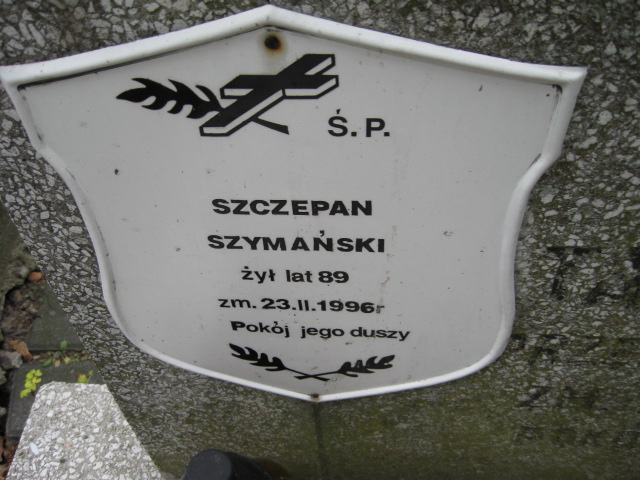 Ś.P.
SZCZEPAN
SZYMAŃSKI
żył lat 89
zm. 23.II.1996r
Pokój jego duszy